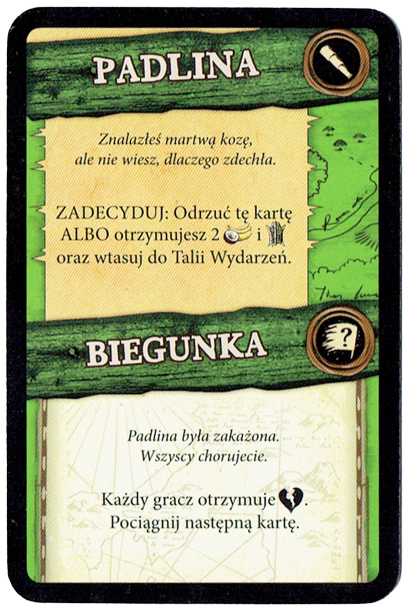 PADLINA
Znalazłeś martwą kozę,
ale nie wiesz, dlaczego zdechła.
ZADECYDUJ: Odrzuć tę kartę
ALBO otrzymujesz 2 i
oraz wtasuj do Talii Wydarzeń.
BIEGUNKA
?
Padlina była zakażona.
Wszyscy chorujecie.
Każdy gracz otrzymuje .
Pociągnij następną kartę.